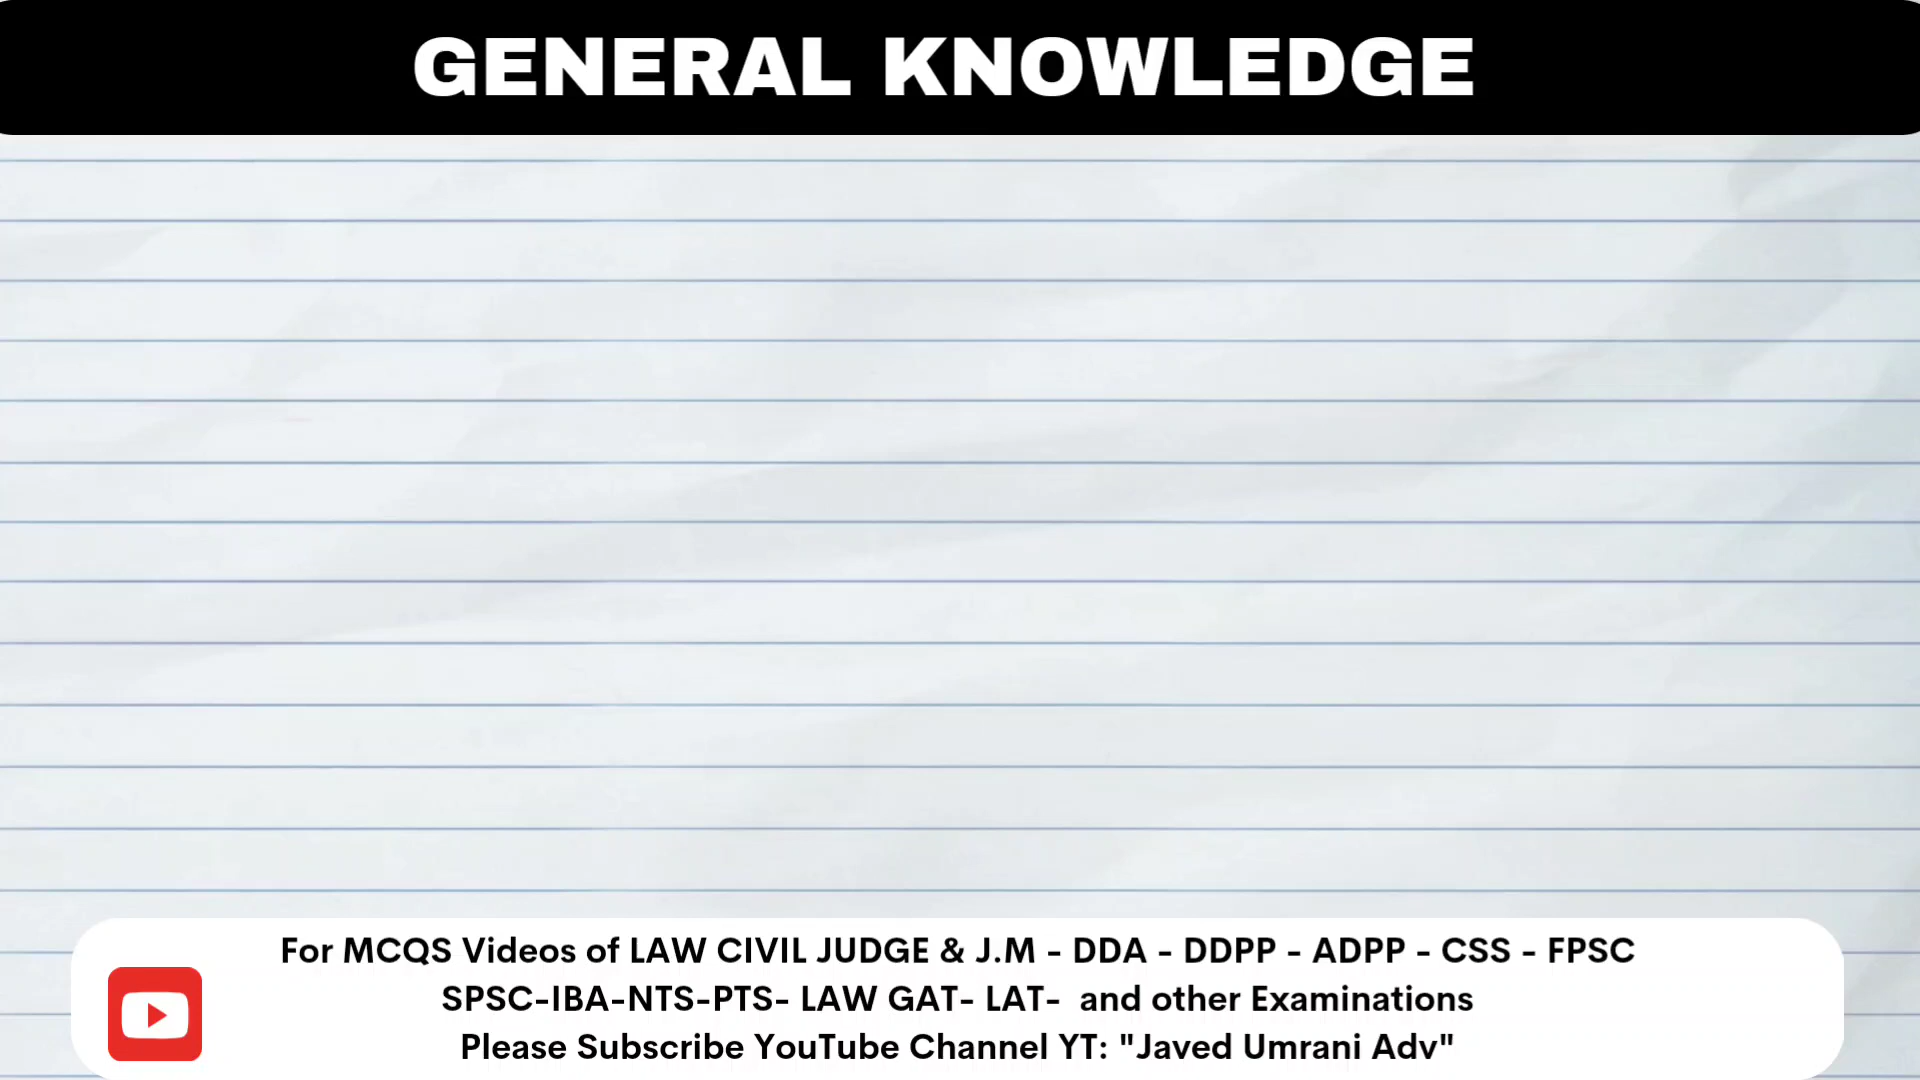 GENERAL KNOWLEDGE
For MCQS Videos of LAW CIVIL JUDGE & J.M - DDA - DDPP - ADPP - CSS - FPSC
SPSC-IBA-NTS-PTS- LAW GAT- LAT-  and other Examinations
Please Subscribe YouTube Channel YT: "Javed Umrani Adv"